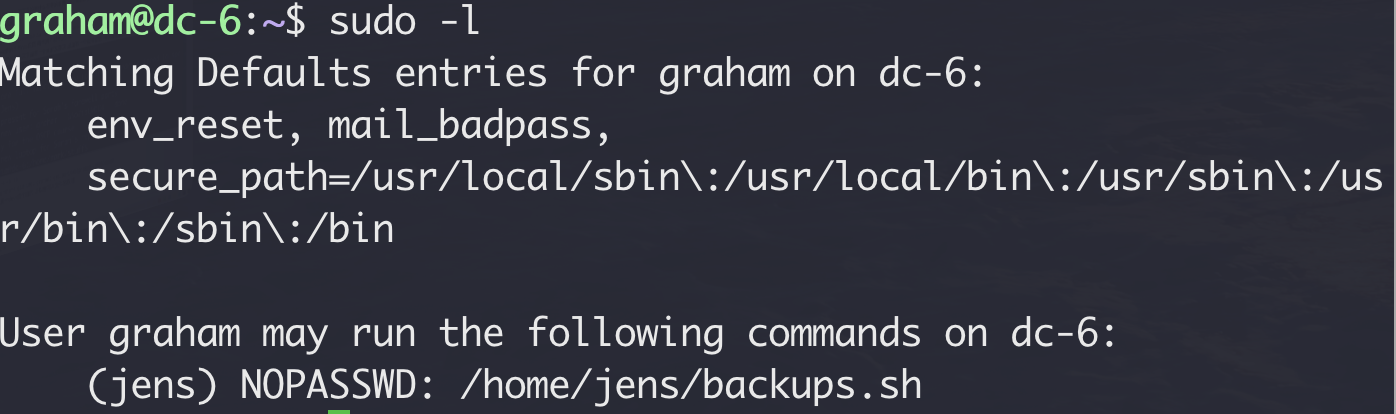 graham@dc-6:~$ sudo -l
Matching Defaults entries for graham on dc-6:
    env_reset, mail_badpass,
    secure_path=/usr/local/sbin\:/usr/local/bin\:/usr/sbin\:/us
r/bin\:/sbin\:/bin

User graham may run the following commands on dc-6:
    (jens) NOPASSWD: /home/jens/backups.sh